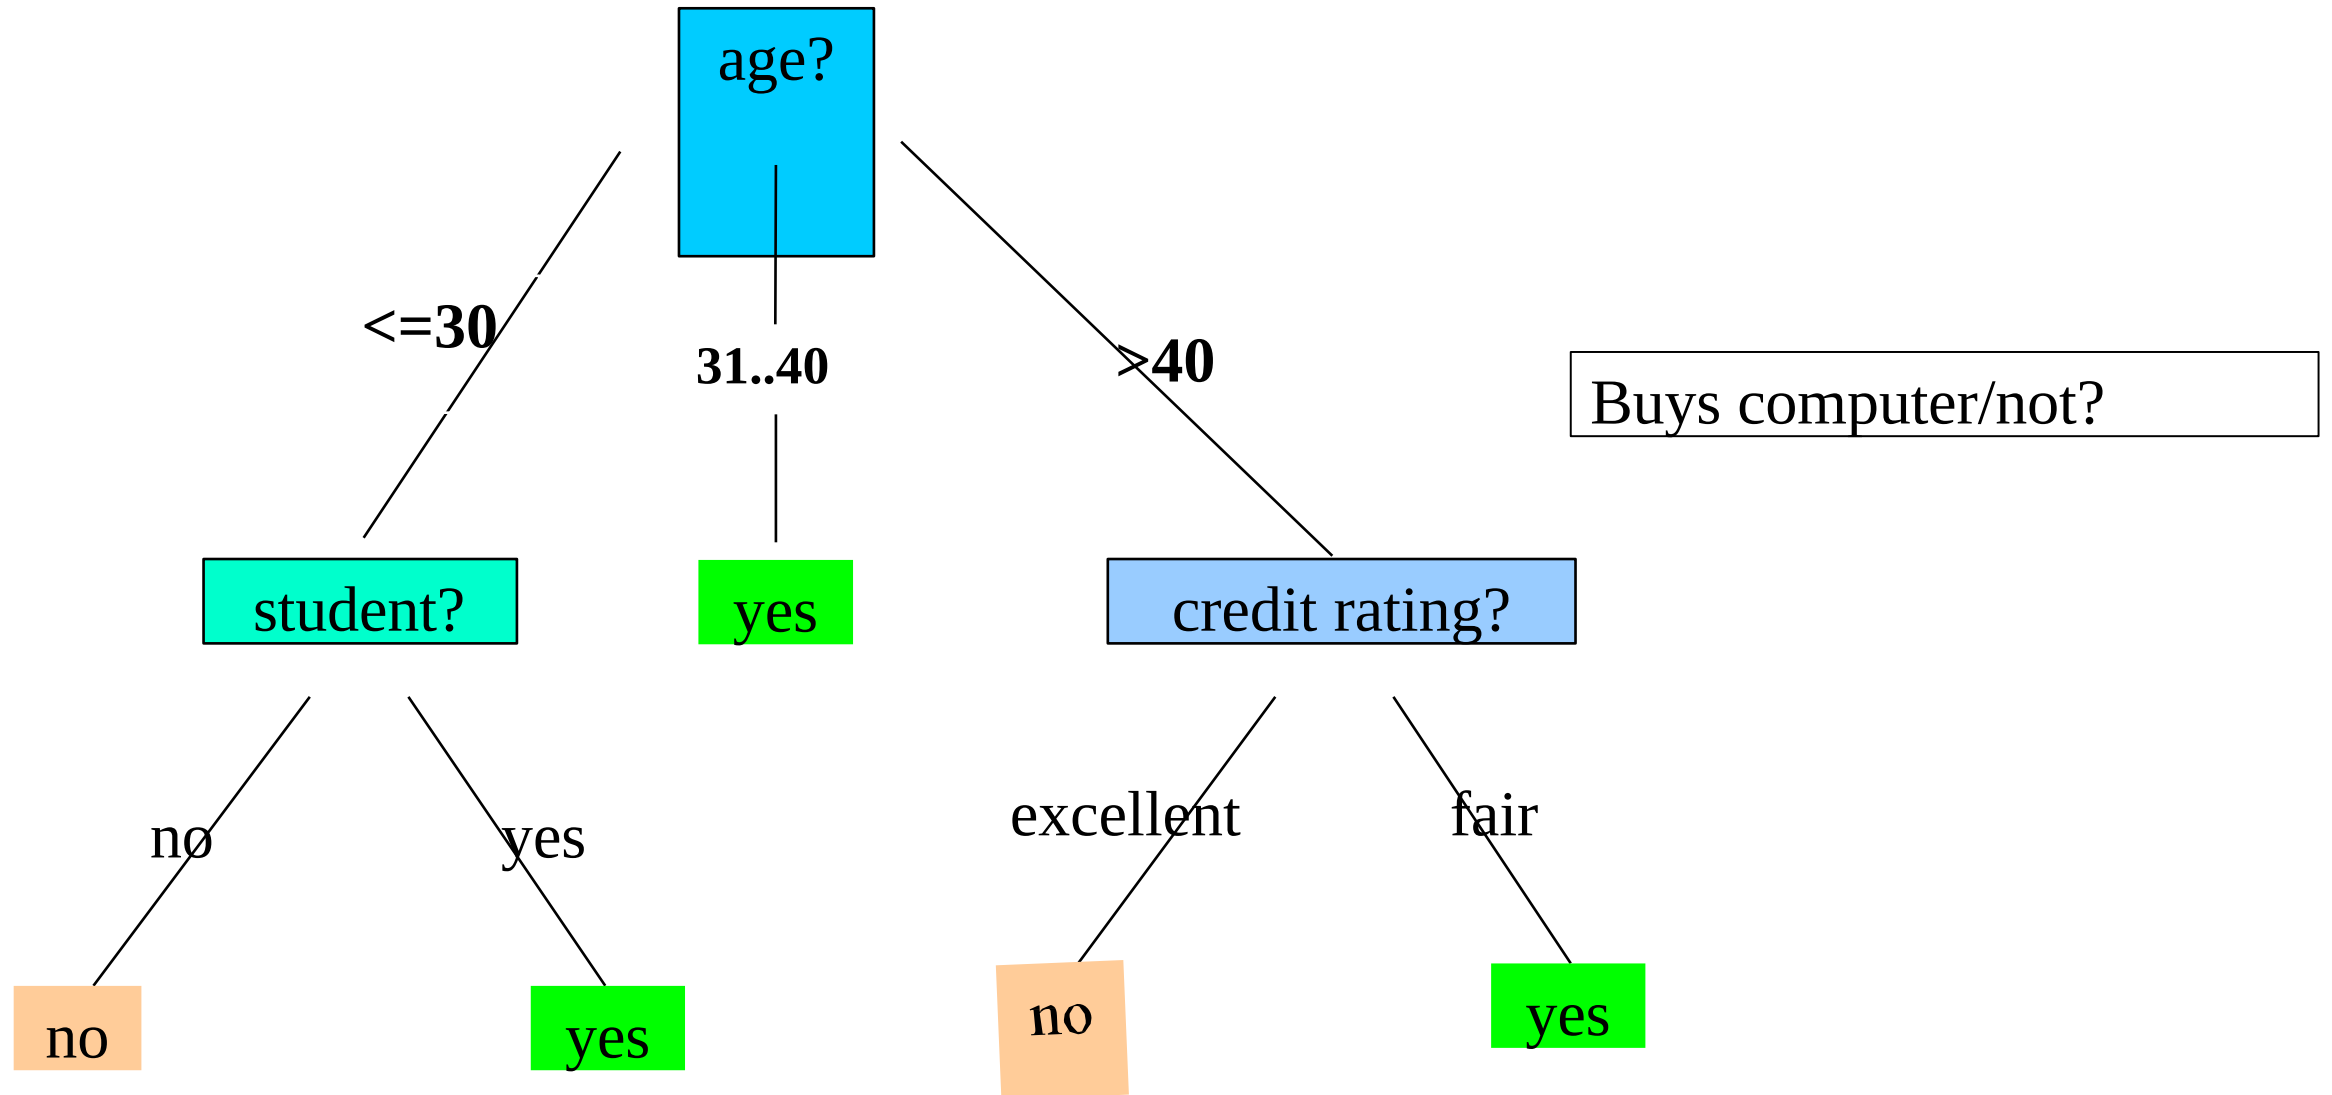 age?
<=30
31..40
>40
Buys computer/not?
student?
yes
credit rating?
no
yes
excellent
fair
no
yes
no
yes